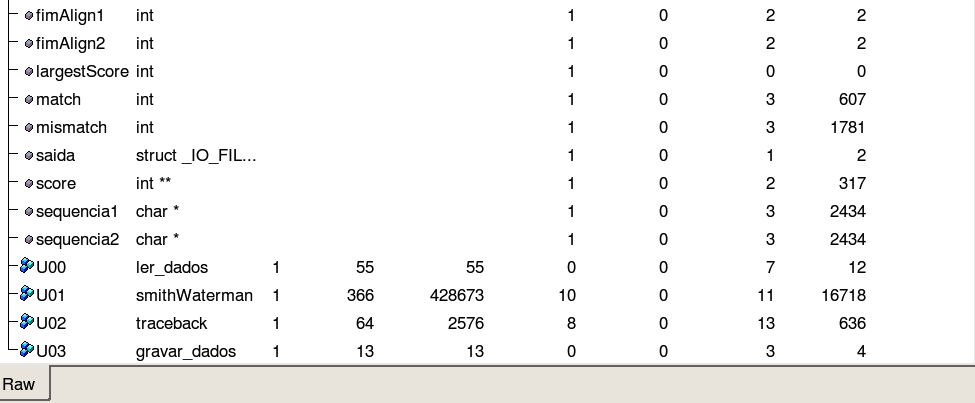 fimAlign1 int 1 0 2 2
fimAlign2 int 1 0 2 2
largestScore int 1 0 0 0
match int 1 0 3 607
mismatch int 1 0 3 1781
saida struct _IO_FIL... 1 0 1 2
score int ** 1 0 2 317
sequencia1 char * 1 0 3 2434
sequencia2 char * 1 0 3 2434
U00 ler_dados 1 55 55 0 0 7 12
U01 smithWaterman 1 366 428673 10 0 11 16718
U02 traceback 1 64 2576 8 0 13 636
U03 gravar_dados 1 13 13 0 0 3 4
Raw